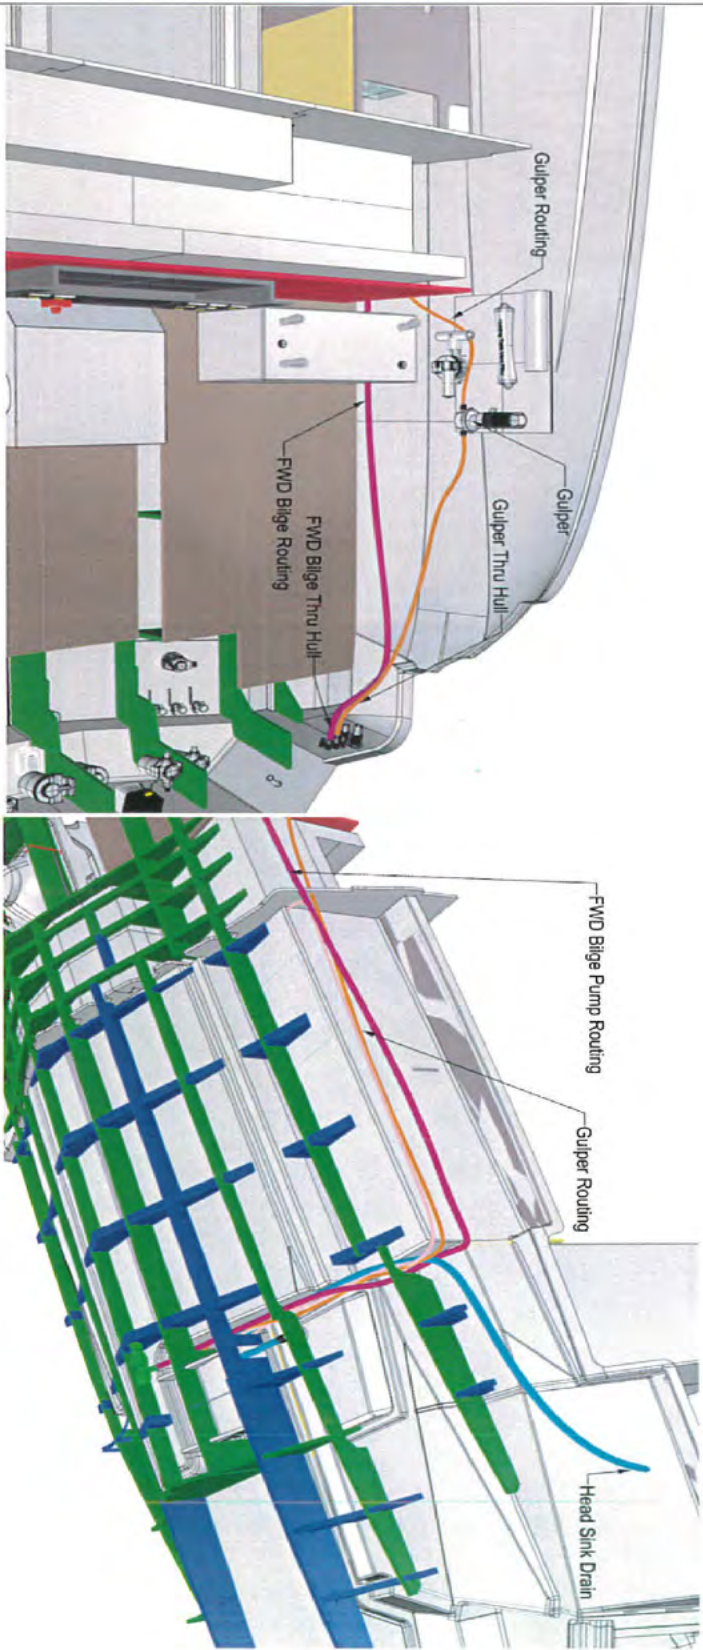 Gulper Routing
Gulper
Gulper Thru Hull
FWD Bilge Thru Hull
FWD Bilge Routing
FWD Bilge Pump Routing
Gulper Routing
Head Sink Drain